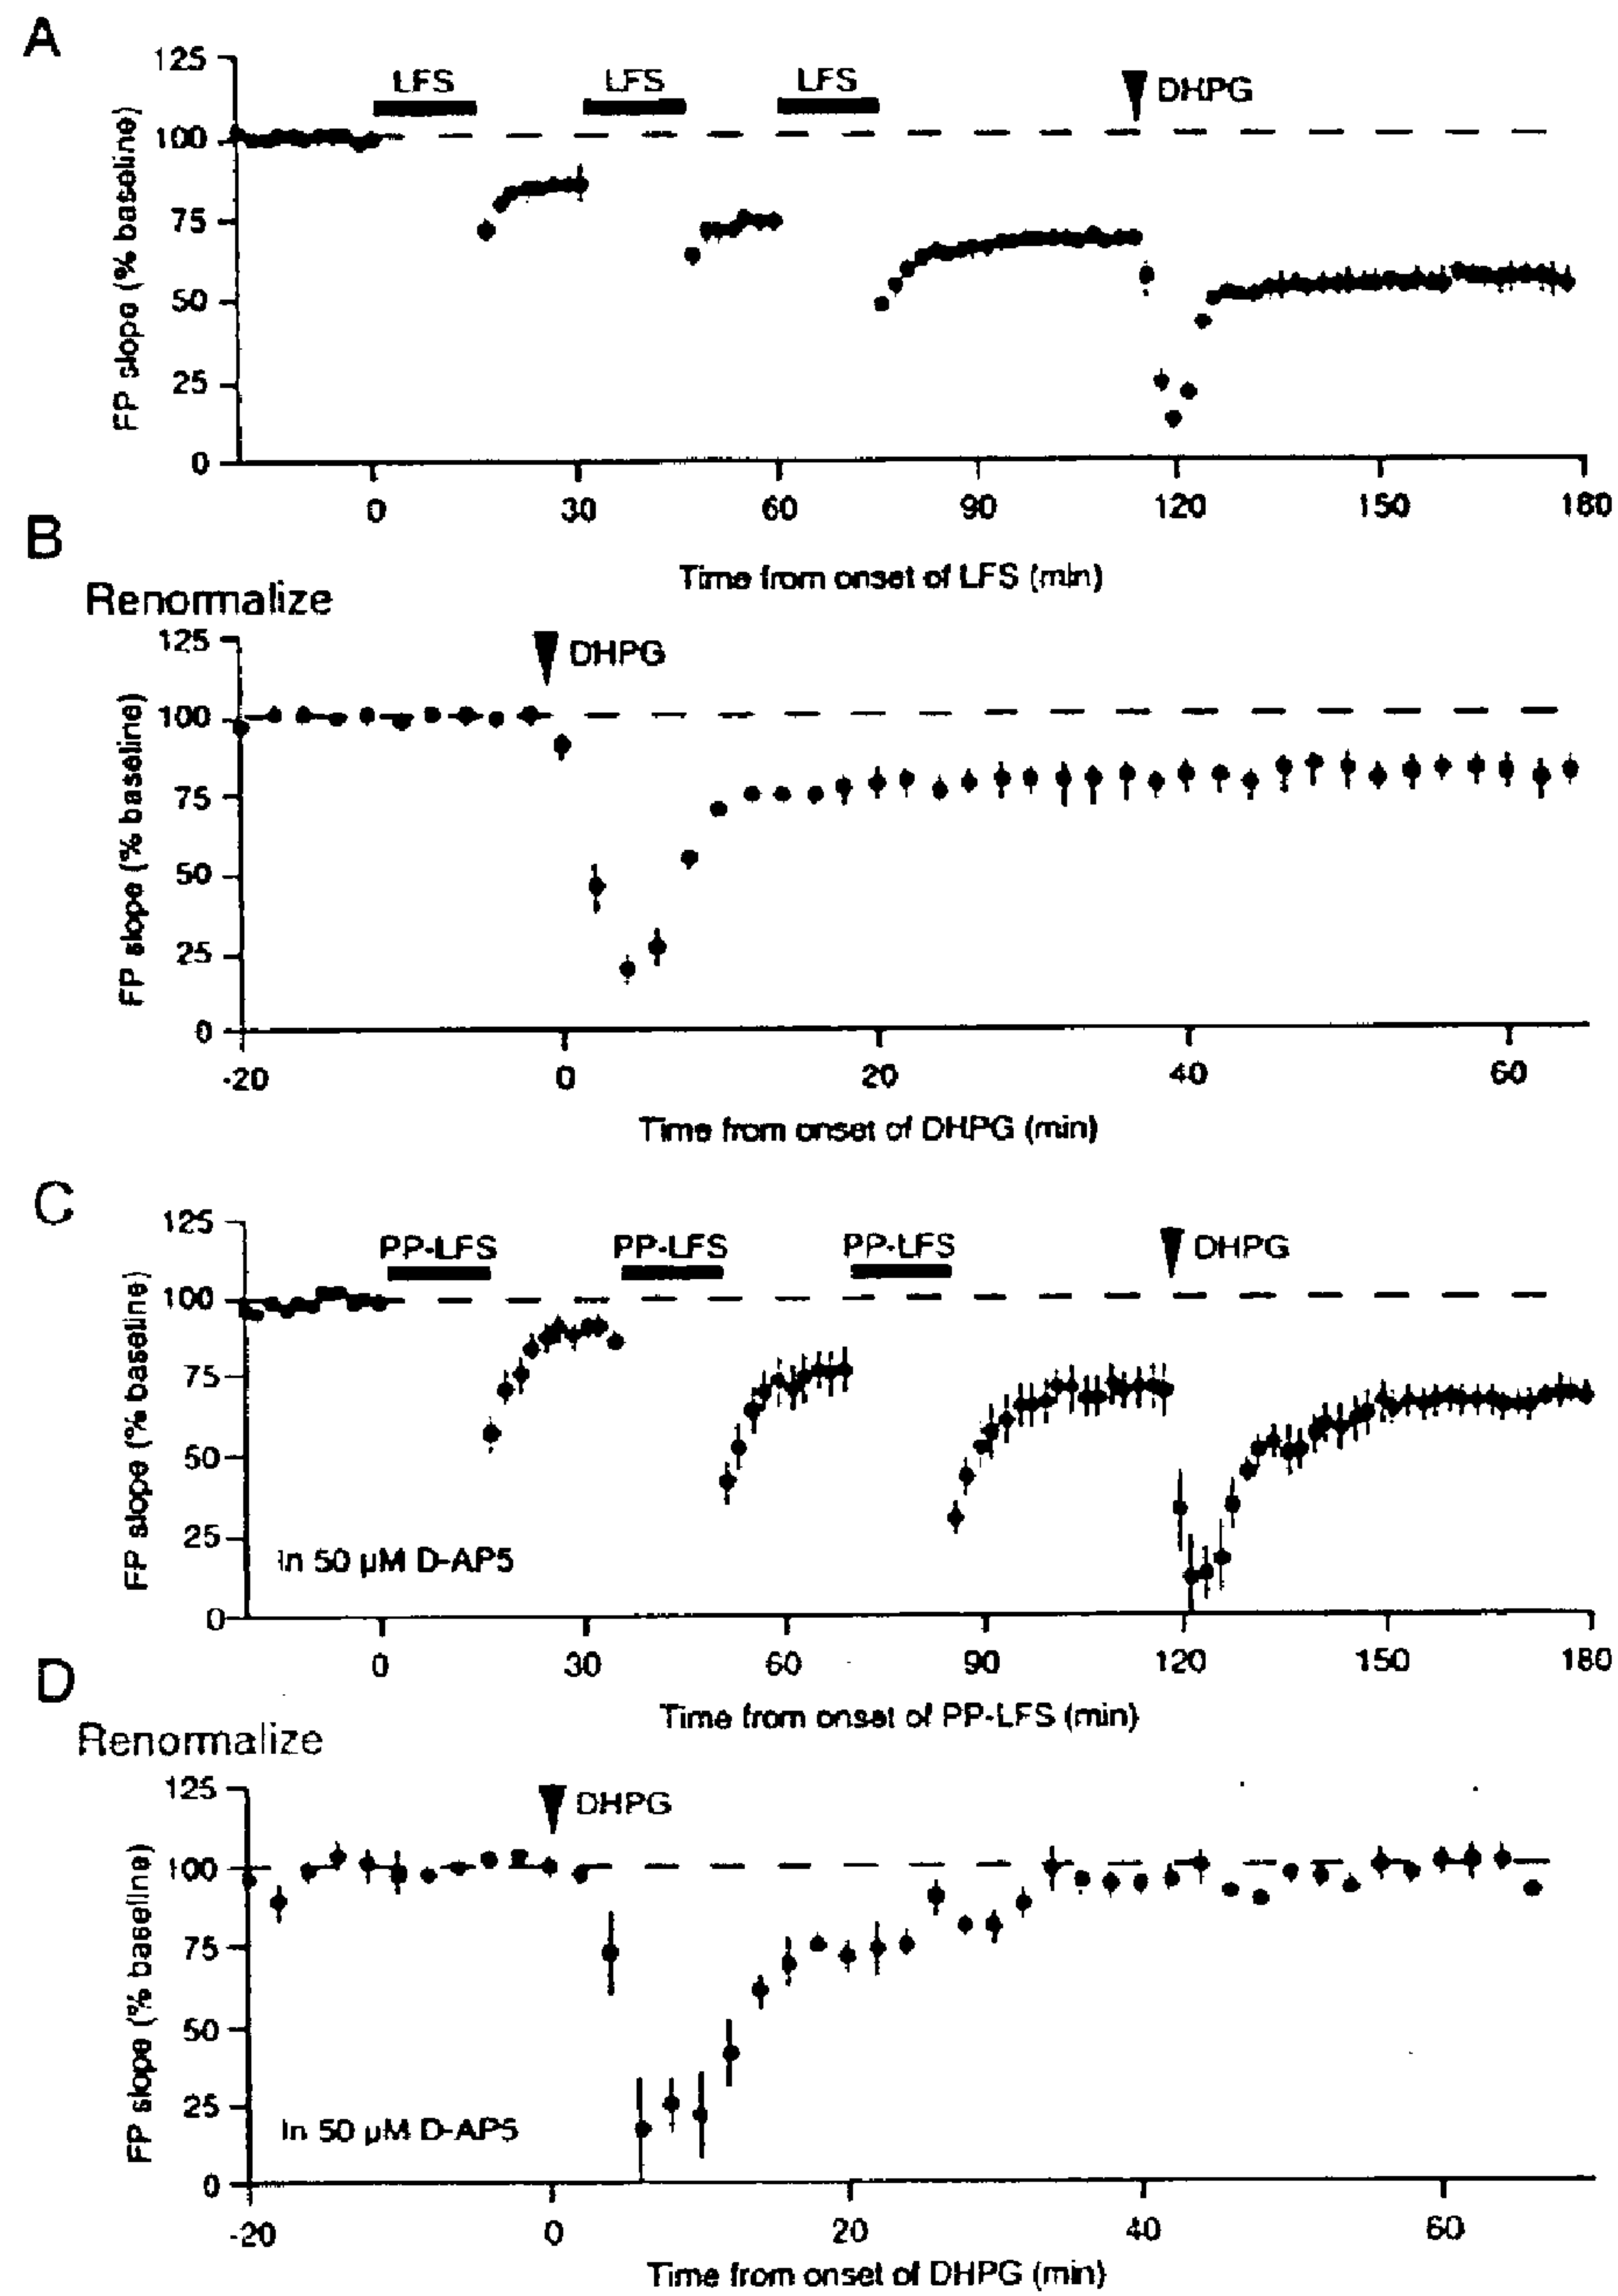 A
125
LFS
LFS
LFS
DHPG
100
75
50
25
0
FP slope (% baseline)
0
30
60
90
120
150
180
Time from onset of LFS (min)
B
Renormalize
125
DHPG
100
75
50
25
0
FP slope (% baseline)
-20
0
20
40
60
Time from onset of DHPG (min)
C
125
PP-LFS
PP-LFS
PP-LFS
DHPG
100
75
50
25
0
FP slope (% baseline)
In 50 µM D-AP5
0
30
60
90
120
150
180
Time from onset of PP-LFS (min)
D
Renormalize
125
DHPG
100
75
50
25
0
FP slope (% baseline)
In 50 µM D-AP5
-20
0
20
40
60
Time from onset of DHPG (min)